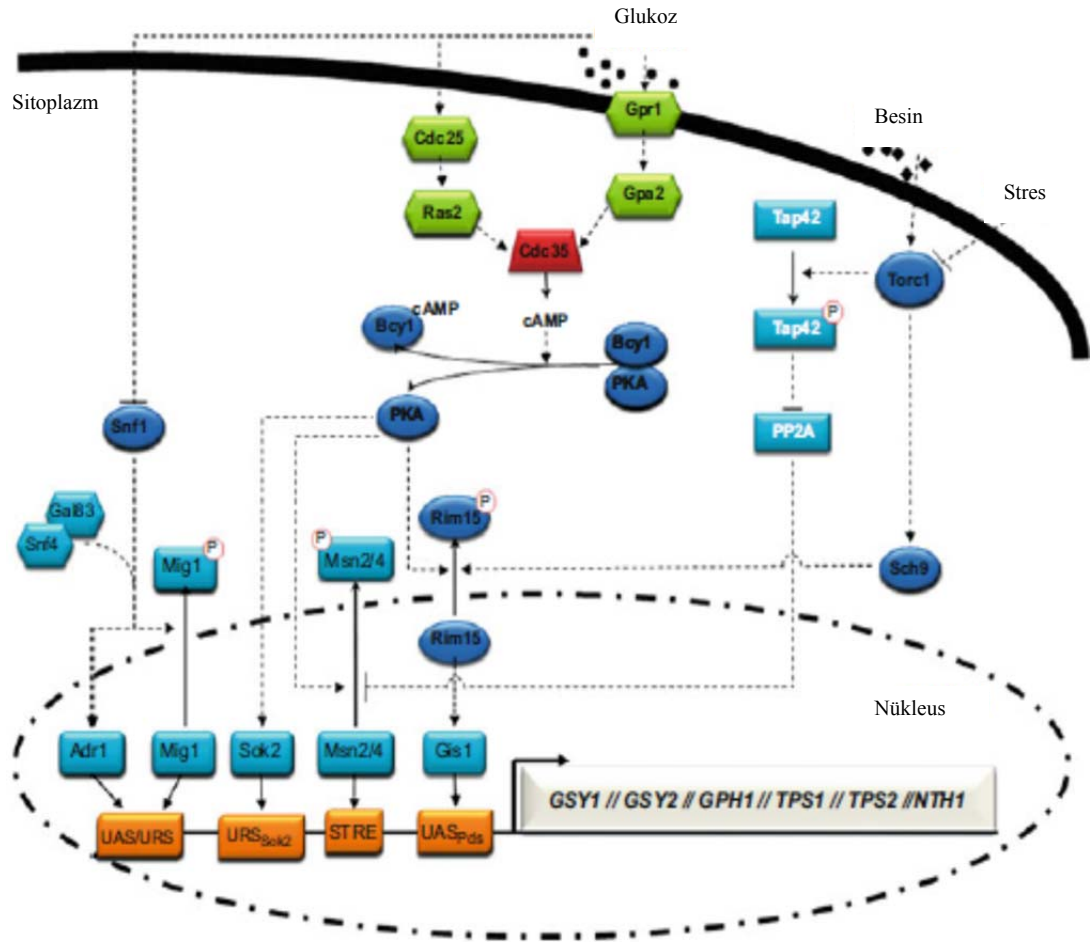 Glukoz
Sitoplazm
Gpr1
Besin
Cdc25
Stres
Ras2
Gpa2
Tap42
Cdc35
Torc1
cAMP
Bcy1
cAMP
Tap42
P
Bcy1
PKA
PKA
Snf1
PP2A
Gal83
Snf4
Mig1
P
P
Msn2/4
Rim15
P
Sch9
Rim15
Nükleus
Adr1
Mig1
Sok2
Msn2/4
Gis1
GSY1 // GSY2 // GPH1 // TPS1 // TPS2 //NTH1
UAS/URS
URSSok2
STRE
UASPds